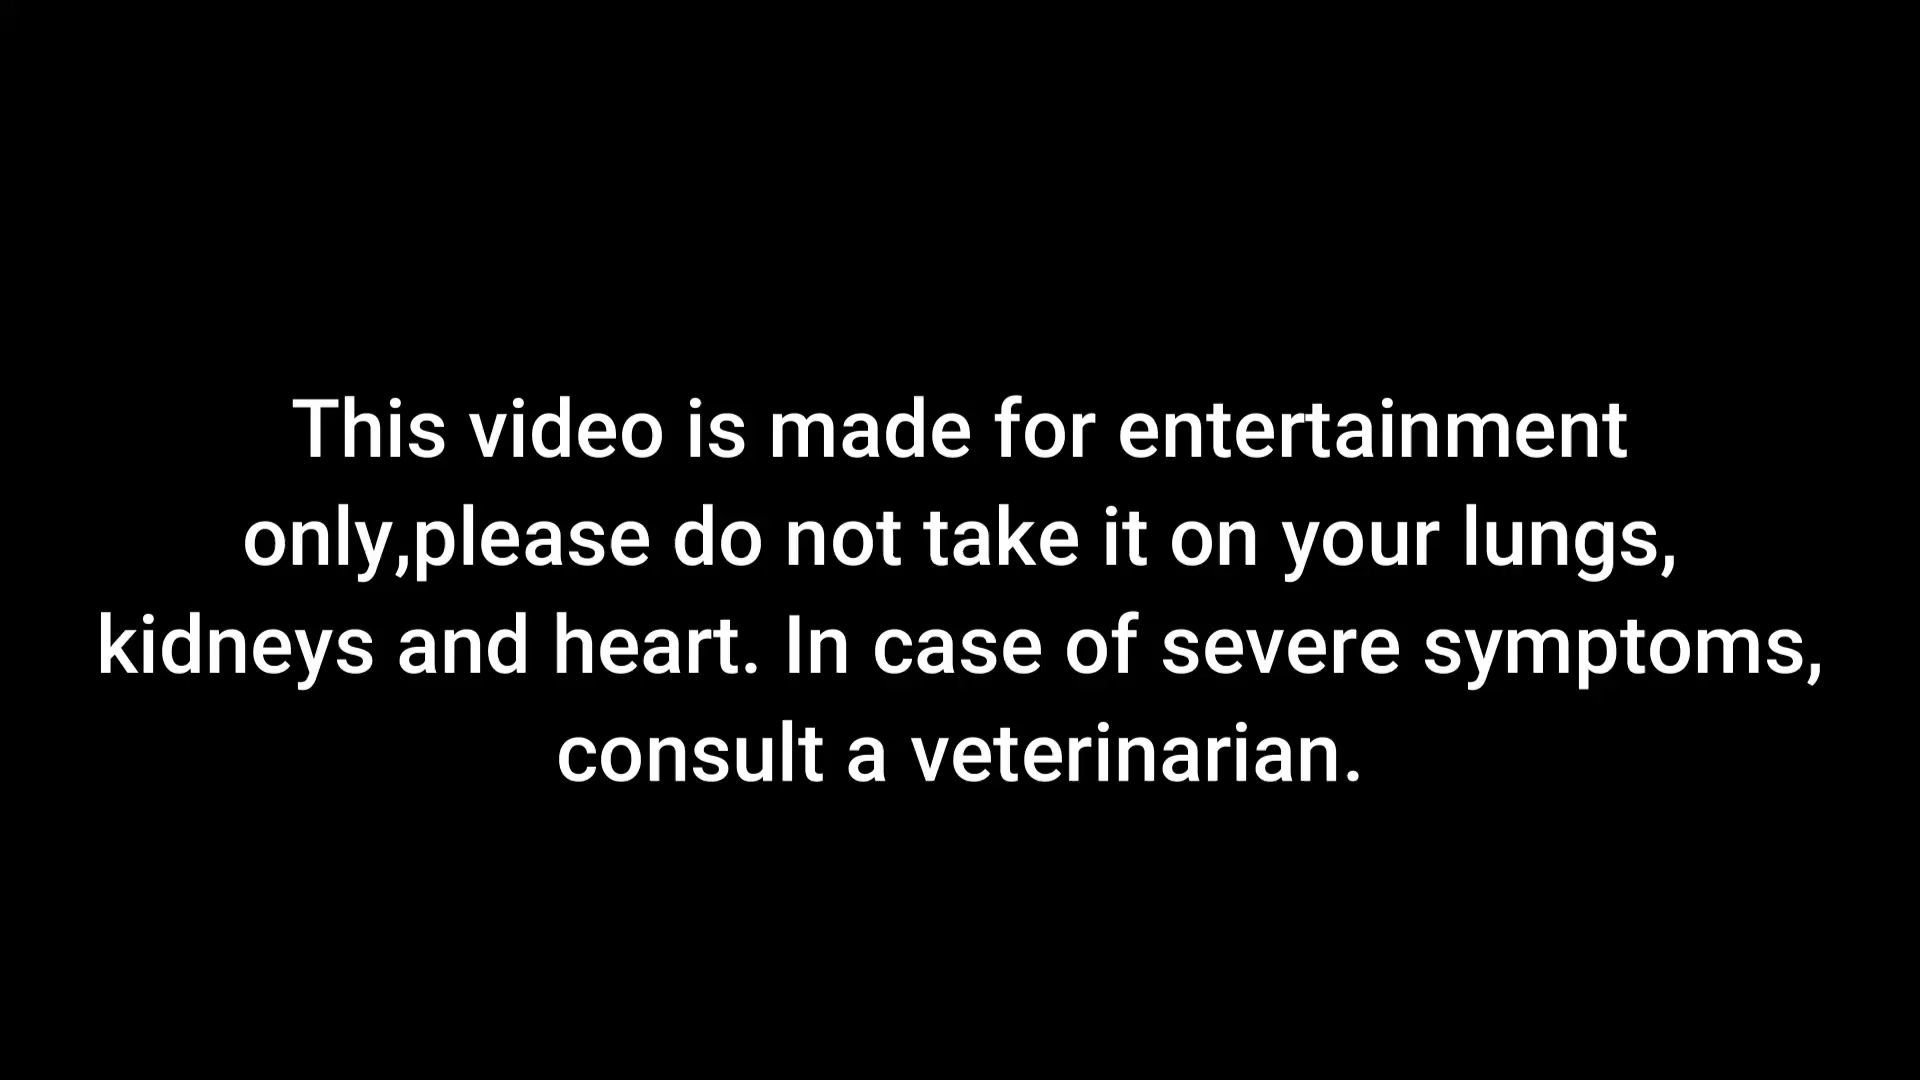 This video is made for entertainment
only,please do not take it on your lungs,
kidneys and heart. In case of severe symptoms,
consult a veterinarian.